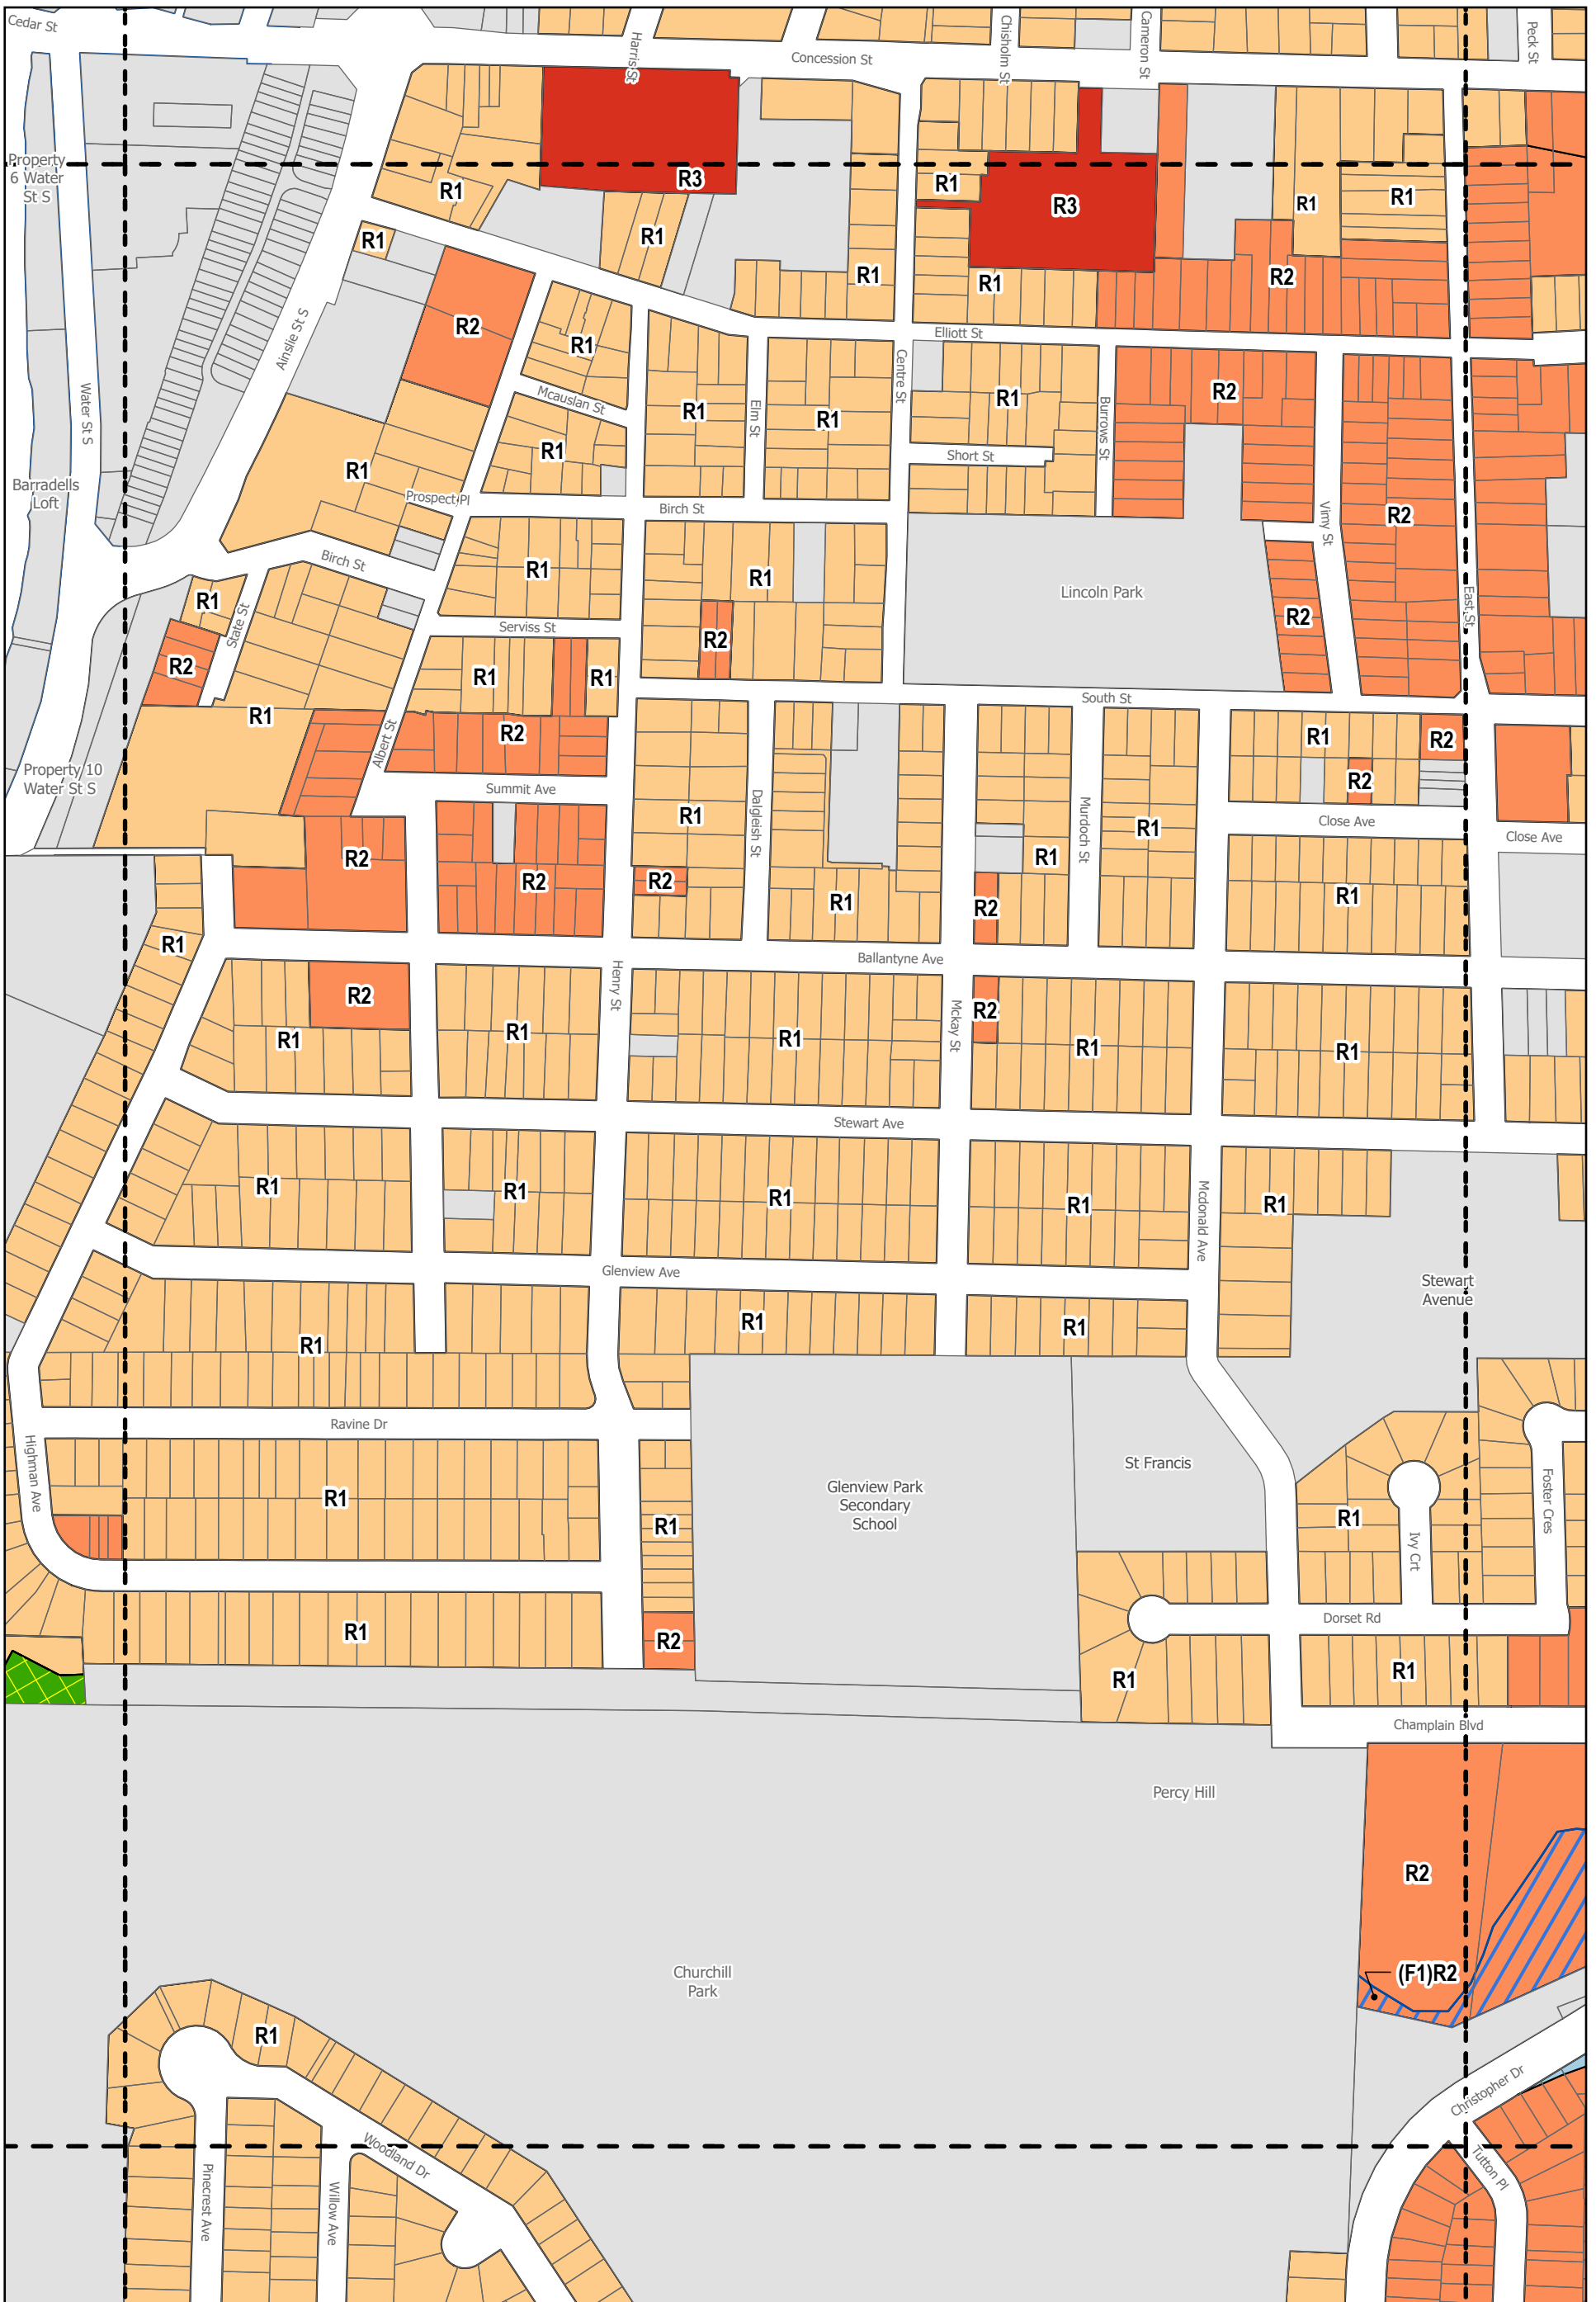 Cedar St
Harris St
Concession St
Chisholm St
Cameron St
Peck St
Property
6 Water
St S
R1
R3
R1
R3
R1
R1
R1
R1
R1
R2
R1
R1
R2
Ainslie St S
Water St S
R1
Elliott St
Mcauslan St
R1
Elm St
R1
Centre St
R1
Burrows St
R2
R1
Short St
Barradells
Loft
R1
Prospect Pl
Birch St
Vimy St
R2
Birch St
R1
R1
Lincoln Park
East St
R1
State St
R2
R2
Serviss St
R2
R1
R1
South St
R1
Albert St
R2
R1
R2
Property 10
Water St S
R2
Summit Ave
R1
Dalgleish St
Murdoch St
R1
Close Ave
Close Ave
R2
R1
R2
R2
R1
R2
R1
R1
R2
Ballantyne Ave
Henry St
R2
R1
R1
R1
R2
Mckay St
R1
R1
Stewart Ave
R1
R1
R1
R1
Mcdonald Ave
R1
Glenview Ave
Stewart
Avenue
R1
R1
R1
Ravine Dr
Highman Ave
St Francis
Glenview Park
Secondary
School
R1
R1
R1
Ivy Crt
Foster Cres
R1
R2
Dorset Rd
R1
R1
Champlain Blvd
Percy Hill
R2
Churchill
Park
(F1)R2
R1
Christopher Dr
Woodland Dr
Tutton Pl
Pinecrest Ave
Willow Ave